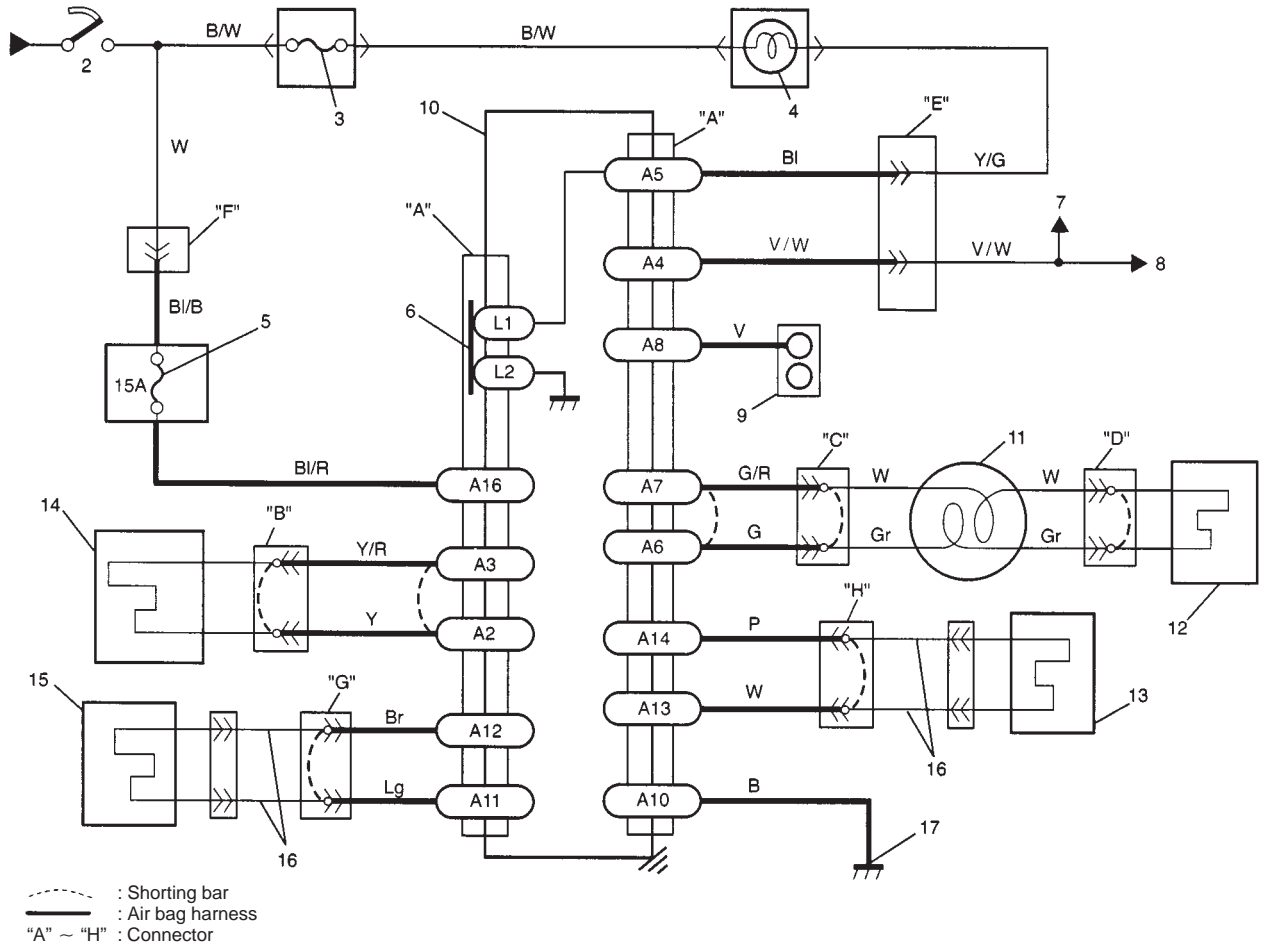 B/W
B/W
2
3
4
10
"A"
"E"
W
A5
Bl
Y/G
7
"F"
"A"
V/W
V/W
A4
8
Bl/B
6
L1
5
A8
V
15A
L2
9
"C"
11
"D"
Bl/R
A16
A7
G/R
W
W
14
"B"
Y/R
A3
A6
G
Gr
Gr
"H"
12
Y
A2
A14
P
15
"G"
Br
A12
A13
W
13
16
Lg
A11
A10
B
16
17
: Shorting bar
: Air bag harness
“A” ~ “H” : Connector